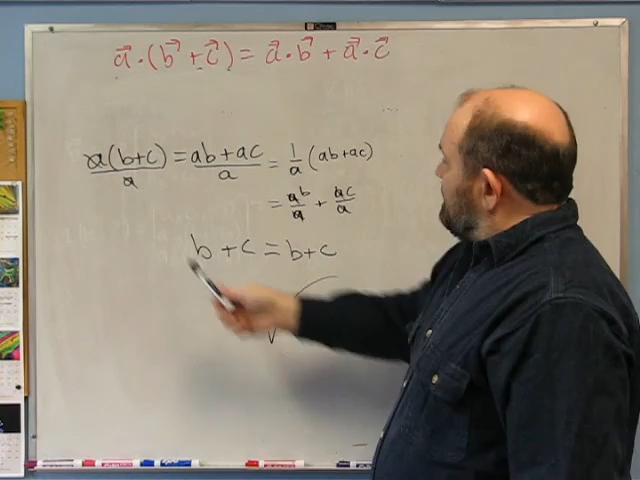 a⃗ · (b⃗ + c⃗) = a⃗ · b⃗ + a⃗ · c⃗
a(b+c)/a = ab+ac/a = 1/a (ab+ac)
= ab/a + ac/a
b + c = b+c